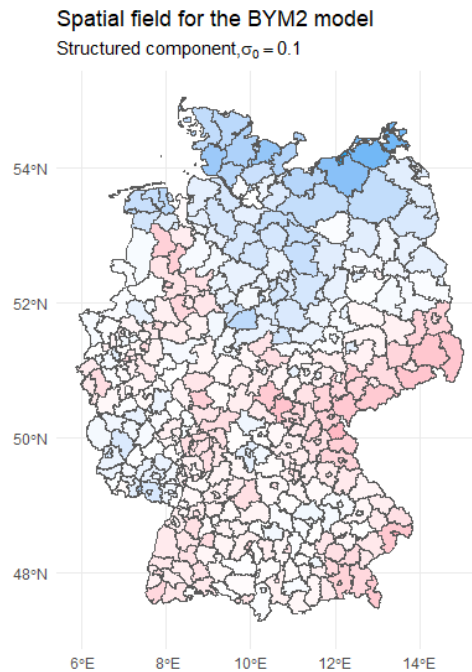 Spatial field for the BYM2 model
Structured component,σ₀ = 0.1
54°N
52°N
50°N
48°N
6°E 8°E 10°E 12°E 14°E